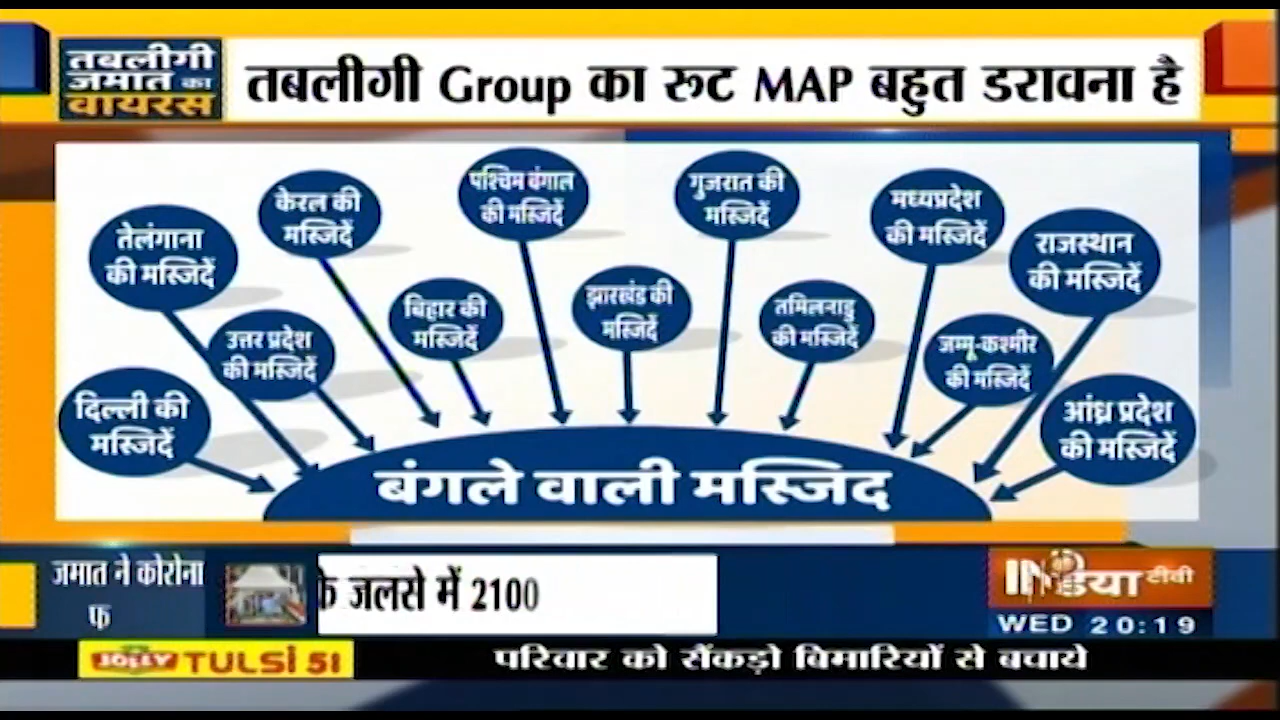 तबलीगी
जमात का
वायरस
तबलीगी Group का रूट MAP बहुत डरावना है
तेलंगाना
की मस्जिदें
केरल की
मस्जिदें
पश्चिम बंगाल
की मस्जिदें
गुजरात की
मस्जिदें
मध्यप्रदेश
की मस्जिदें
राजस्थान
की मस्जिदें
उत्तर प्रदेश
की मस्जिदें
बिहार की
मस्जिदें
झारखंड की
मस्जिदें
तमिलनाडु
की मस्जिदें
जम्मू-कश्मीर
की मस्जिदें
दिल्ली की
मस्जिदें
आंध्र प्रदेश
की मस्जिदें
बंगले वाली मस्जिद
जमात ने कोरोना
फ
के जलसे में 2100
इंडिया टीवी
WED 20:19
JOLLY TULSI 51
परिवार को सैंकड़ो बिमारियों से बचाये